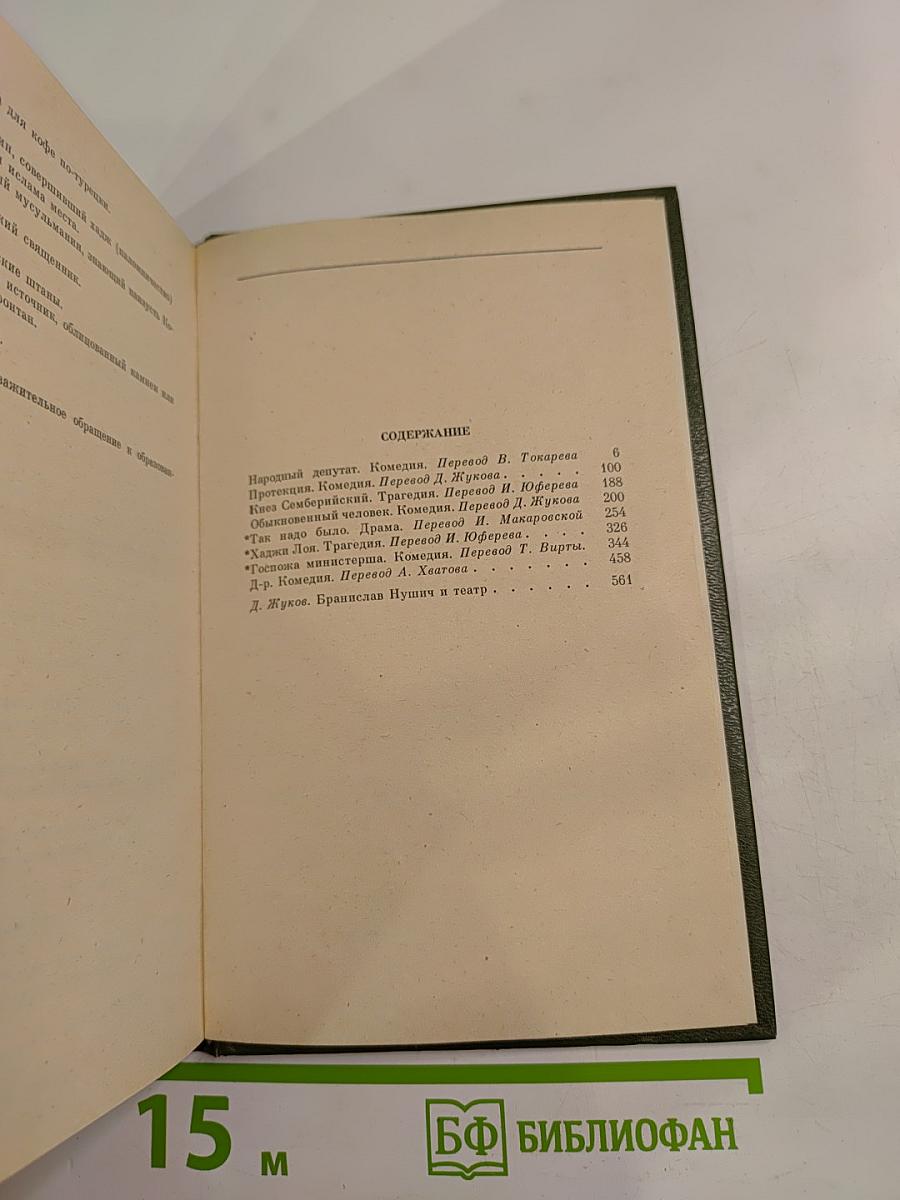 для кофе по-турецки.
совершивший хадж (паломничество)
ислама места.
мусульманин, знающий наизусть Ко-
священник.
штаны.
источник, облицованный камнем или
обращение к образован-
СОДЕРЖАНИЕ
Народный депутат. Комедия. Перевод В. Токарева 6
Протекция. Комедия. Перевод Д. Жукова . . . . . 100
Кнез Семберийский. Трагедия. Перевод И. Юферева 188
Обыкновенный человек. Комедия. Перевод Д. Жукова 200
*Так надо было. Драма. Перевод И. Макаровской 254
*Хаджи Лоя. Трагедия. Перевод И. Юферева . . . . 326
*Госпожа министерша. Комедия. Перевод Т. Вирты. 344
Д-р. Комедия. Перевод А. Хватова . . . . . . . 458
Д. Жуков. Бранислав Нушич и театр . . . . . . 561
15 м
БФ БИБЛИОФАН